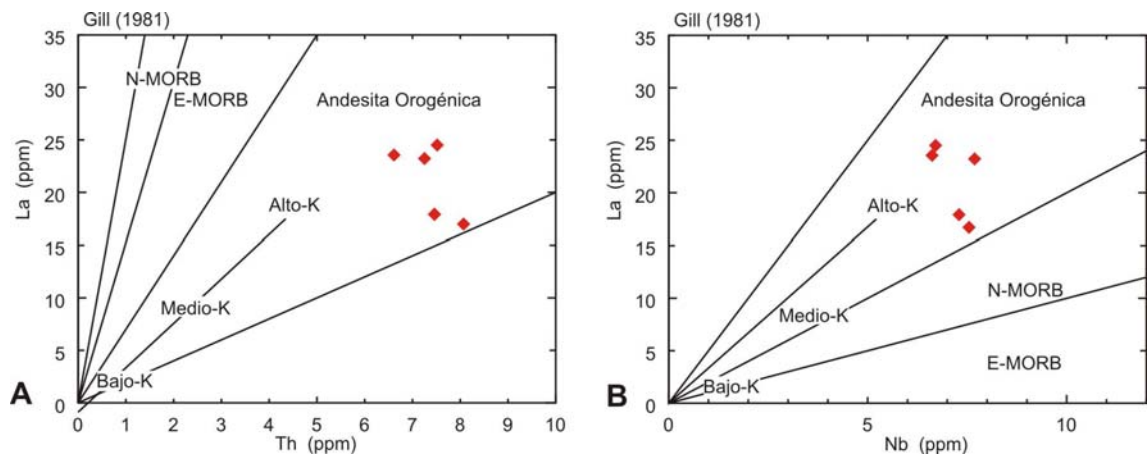 Gill (1981)
35
30
25
20
15
10
5
0
La (ppm)
N-MORB
E-MORB
Andesita Orogénica
Alto-K
Medio-K
Bajo-K
A
0 1 2 3 4 5 6 7 8 9 10
Th (ppm)
Gill (1981)
35
30
25
20
15
10
5
0
La (ppm)
Andesita Orogénica
Alto-K
Medio-K
N-MORB
Bajo-K
E-MORB
B
0 5 10
Nb (ppm)